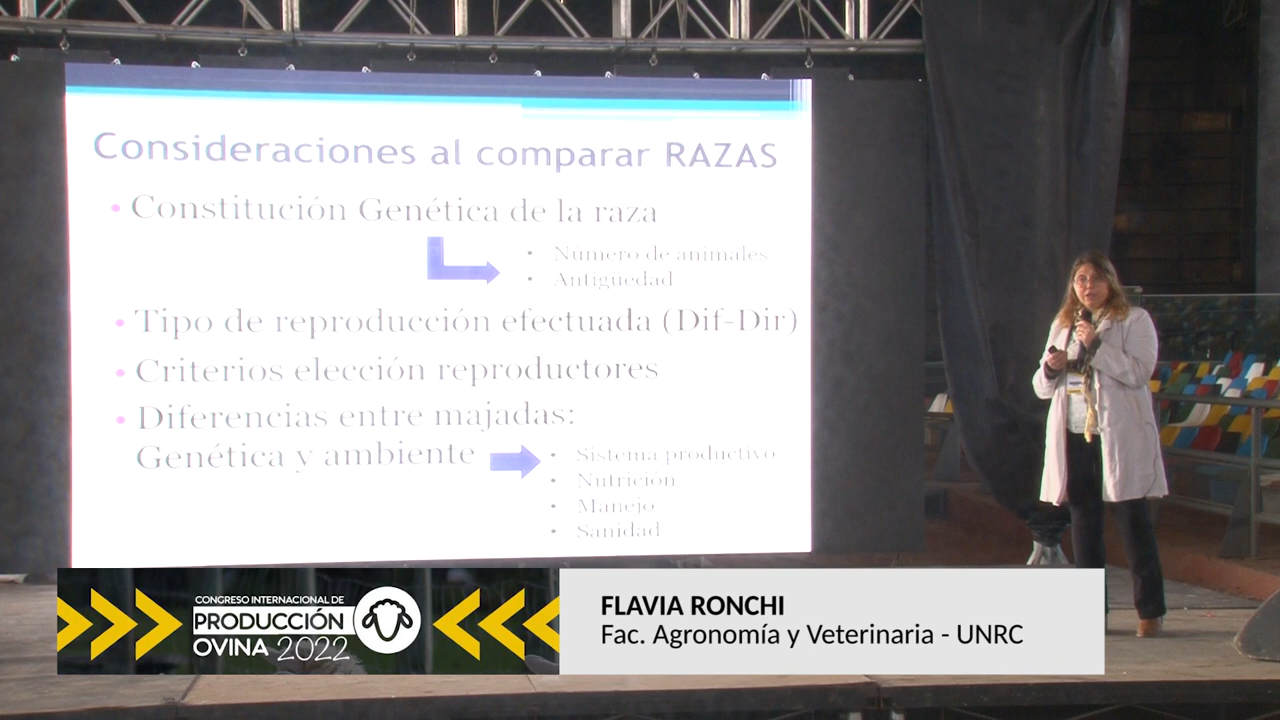 Consideraciones al comparar RAZAS
• Constitución Genética de la raza
• Número de animales
• Antigüedad
• Tipo de reproducción efectuada (Dif-Dir)
• Criterios elección reproductores
• Diferencias entre majadas:
Genética y ambiente
• Sistema productivo
• Nutrición
• Manejo
• Sanidad
CONGRESO INTERNACIONAL DE
PRODUCCIÓN
OVINA 2022
FLAVIA RONCHI
Fac. Agronomía y Veterinaria - UNRC